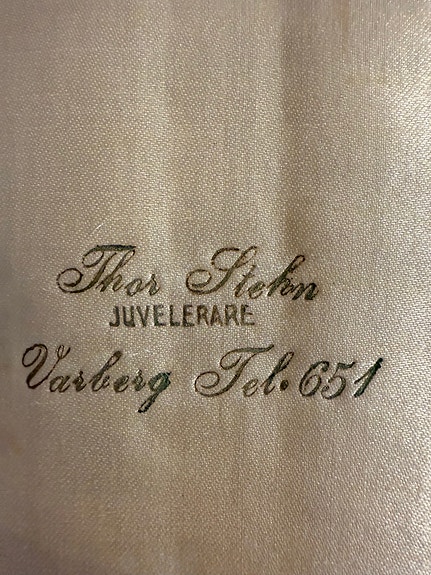 Thor Stehn
JUVELERARE
Varberg Tel. 651